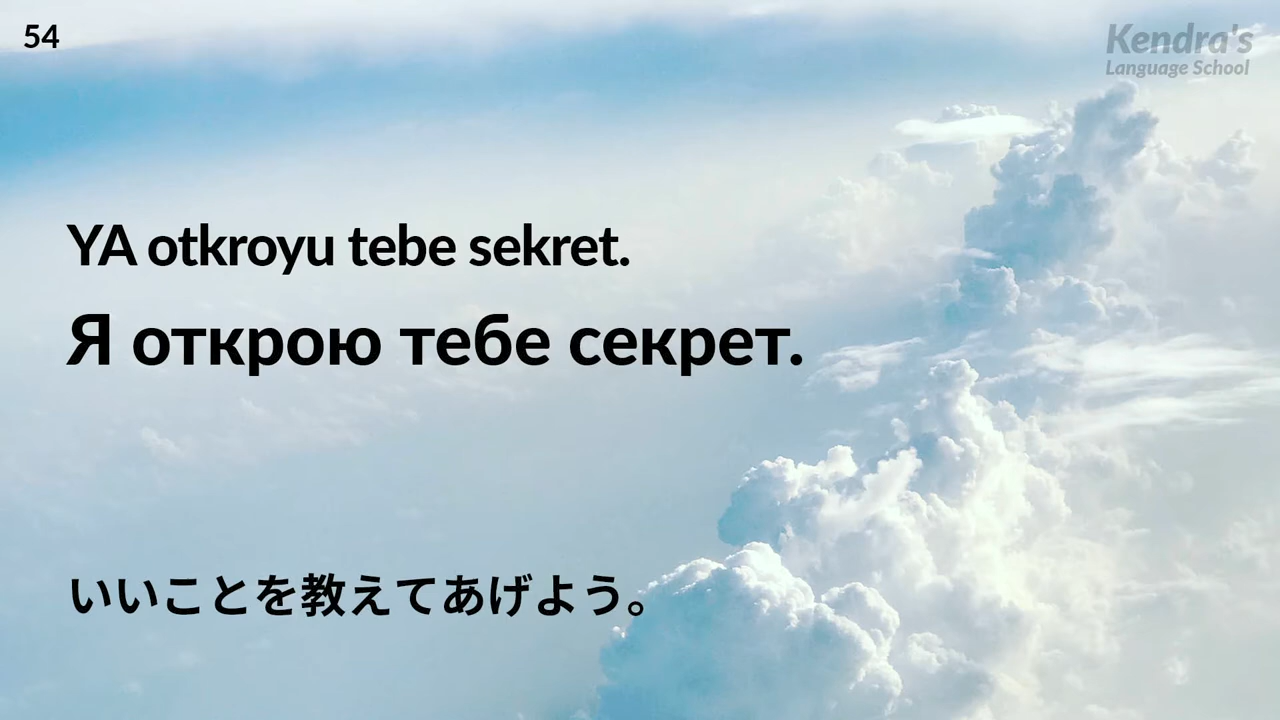 54
Kendra's
Language School
YA otkroyu tebe sekret.
Я открою тебе секрет.
いいことを教えてあげよう。